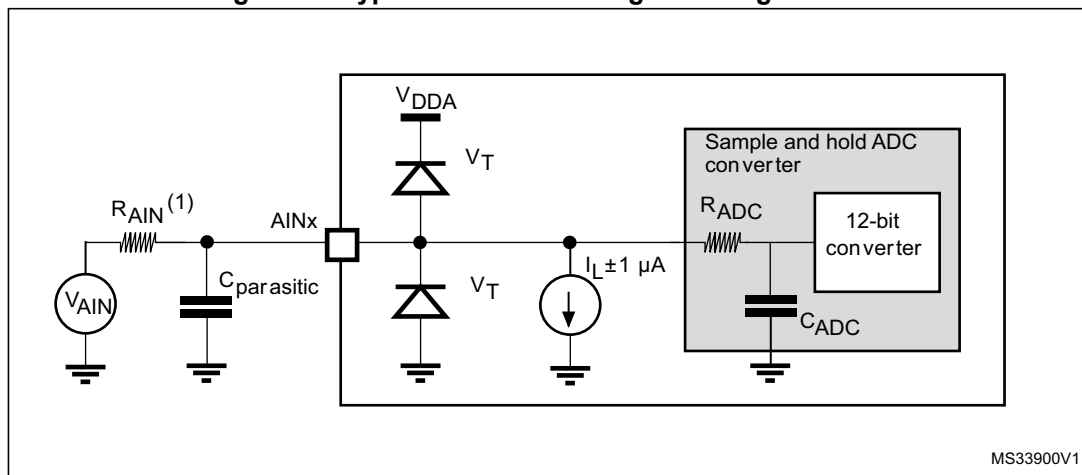 V_DDA
V_T
Sample and hold ADC
converter
R_AIN (1)
AINx
R_ADC
12-bit
converter
I_L±1 µA
V_AIN
C_parasitic
V_T
C_ADC
MS33900V1